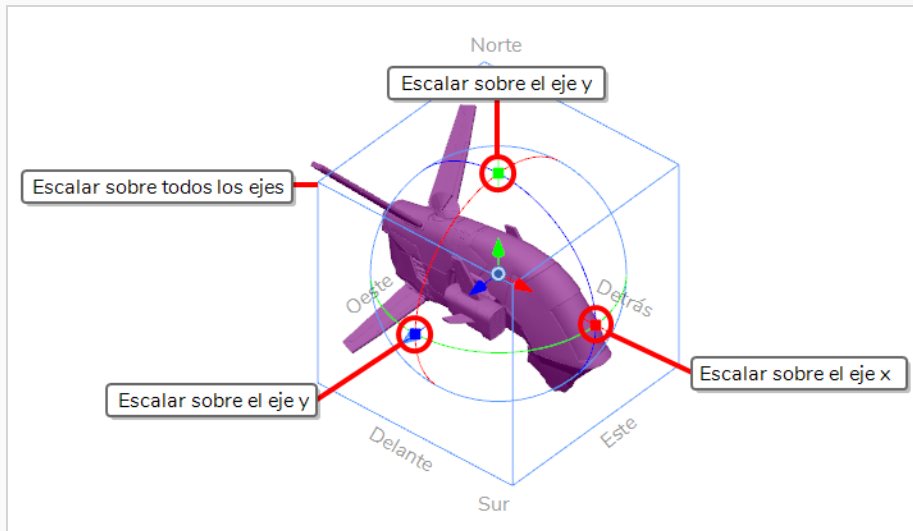 Norte
Escalar sobre el eje y
Escalar sobre todos los ejes
Oeste
Detrás
Escalar sobre el eje x
Escalar sobre el eje y
Delante
Este
Sur